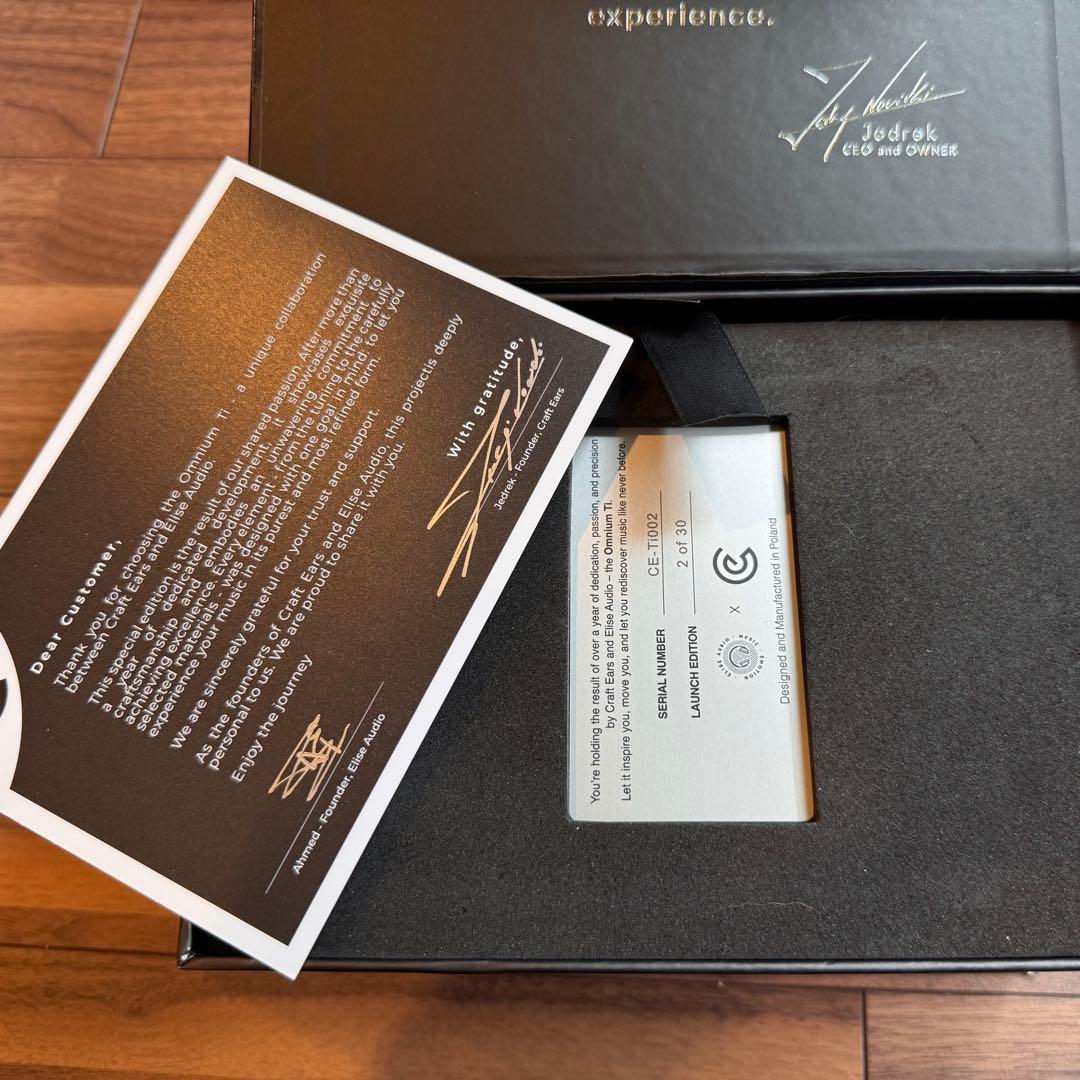 experience.
Jedrek
CEO and OWNER
Dear customer,
Thank you for choosing the Omnium Ti - a unique collaboration
between Craft Ears and Elise Audio.
This special edition is the result of our shared passion. After more than
a year of dedicated development, it showcases exquisite
craftsmanship and embodies an unwavering commitment to
achieving excellence. Every element - from the tuning to the carefully
selected materials - was designed with one goal in mind: to let you
experience your music in its purest and most refined form.
We are sincerely grateful for your trust and support.
As the founders of Craft Ears and Elise Audio, this projectis deeply
personal to us. We are proud to share it with you.
Enjoy the journey
With gratitude,
Ahmed - Founder, Elise Audio
Jedrek - Founder, Craft Ears
You're holding the result of over a year of dedication, passion, and precision
by Craft Ears and Elise Audio – the Omnium Ti.
Let it inspire you, move you, and let you rediscover music like never before.
SERIAL NUMBER CE-Ti002
LAUNCH EDITION 2 of 30
ELISE AUDIO · MUSIC · EMOTION
X
Designed and Manufactured in Poland